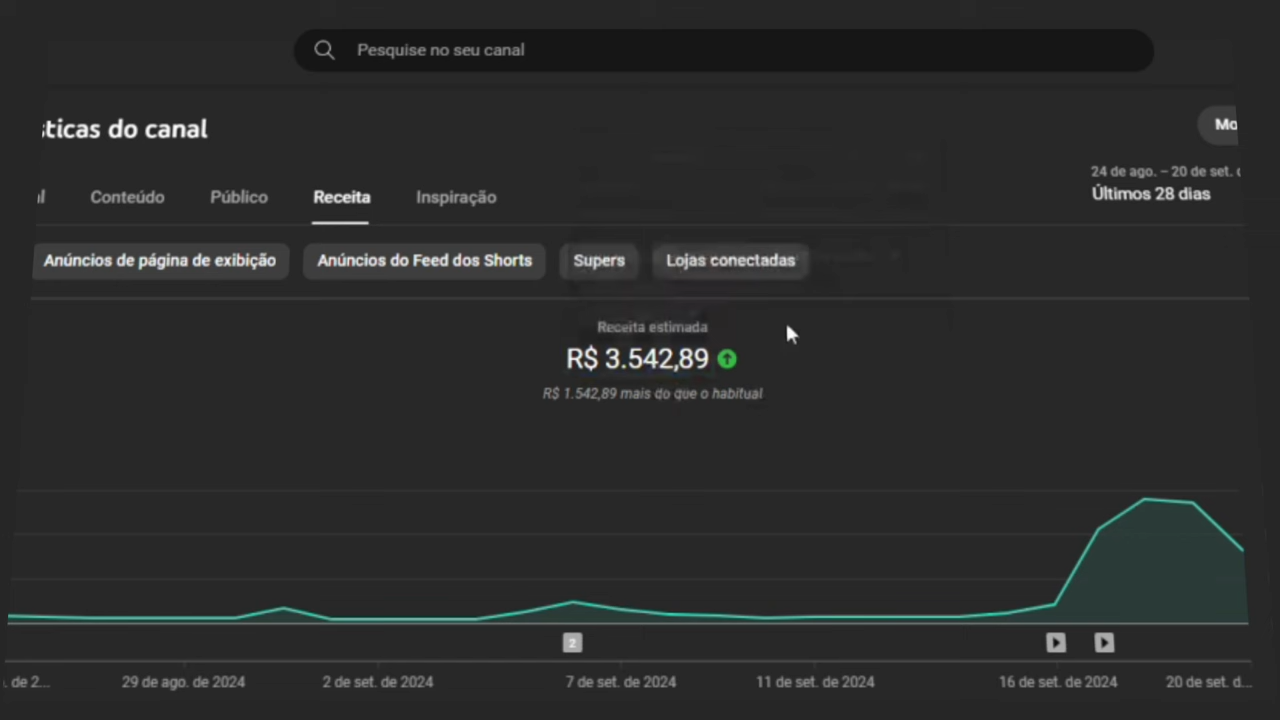 Pesquise no seu canal
sticas do canal
Mo
24 de ago. – 20 de set. d
Conteúdo Público Receita Inspiração
Últimos 28 dias
Anúncios de página de exibição Anúncios do Feed dos Shorts Supers Lojas conectadas
Receita estimada
R$ 3.542,89
R$ 1.542,89 mais do que o habitual
2
. de 2... 29 de ago. de 2024 2 de set. de 2024 7 de set. de 2024 11 de set. de 2024 16 de set. de 2024 20 de set. d...